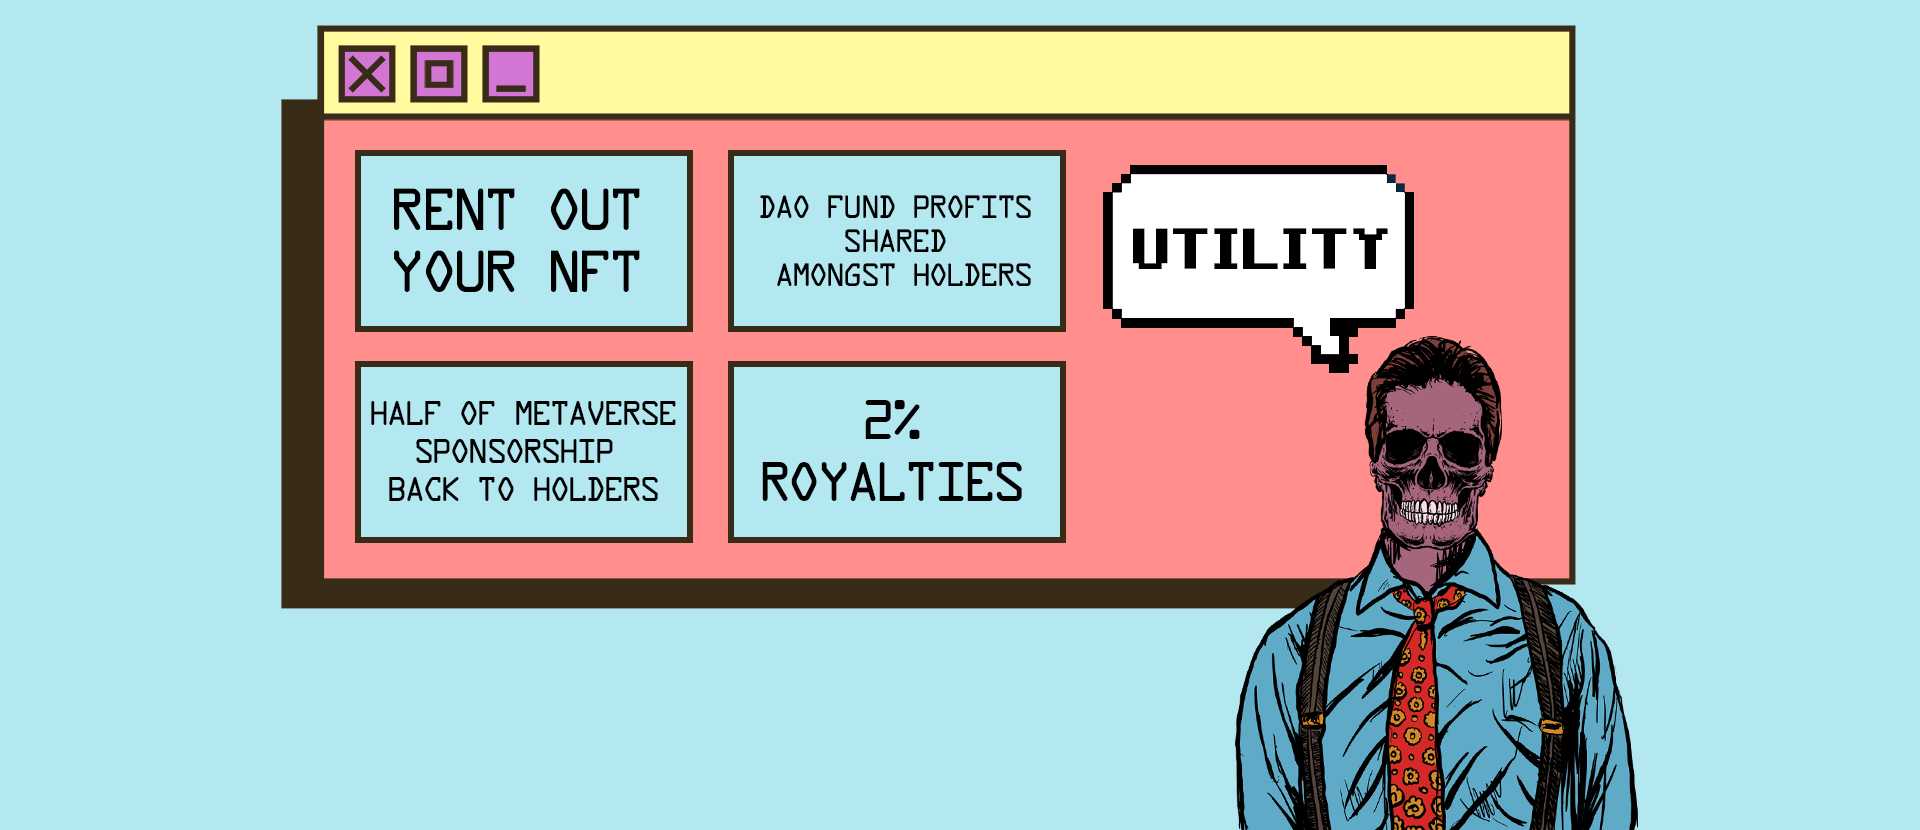 RENT OUT
YOUR NFT
DAO FUND PROFITS
SHARED
AMONGST HOLDERS
UTILITY
HALF OF METAVERSE
SPONSORSHIP
BACK TO HOLDERS
2%
ROYALTIES